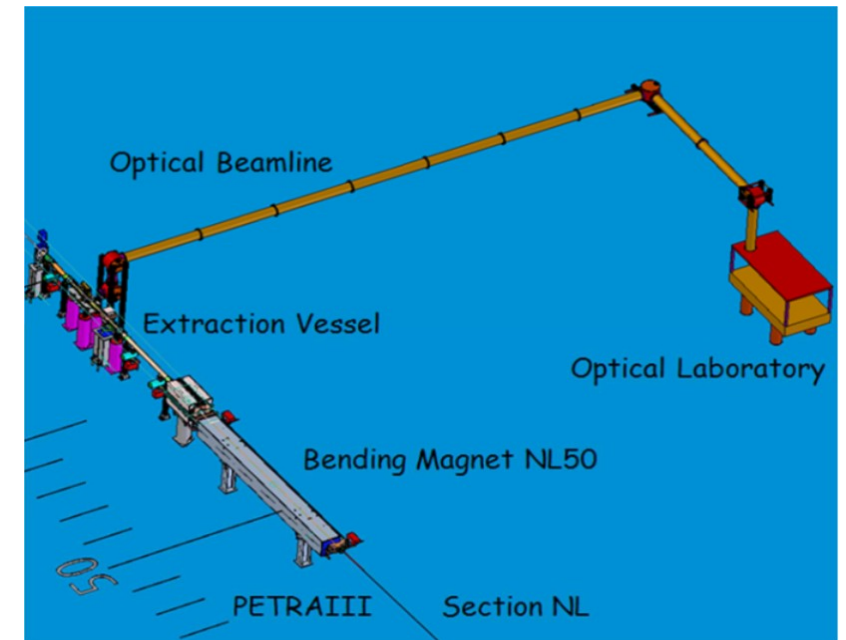 Optical Beamline
Extraction Vessel
Optical Laboratory
Bending Magnet NL50
50
PETRAIII Section NL